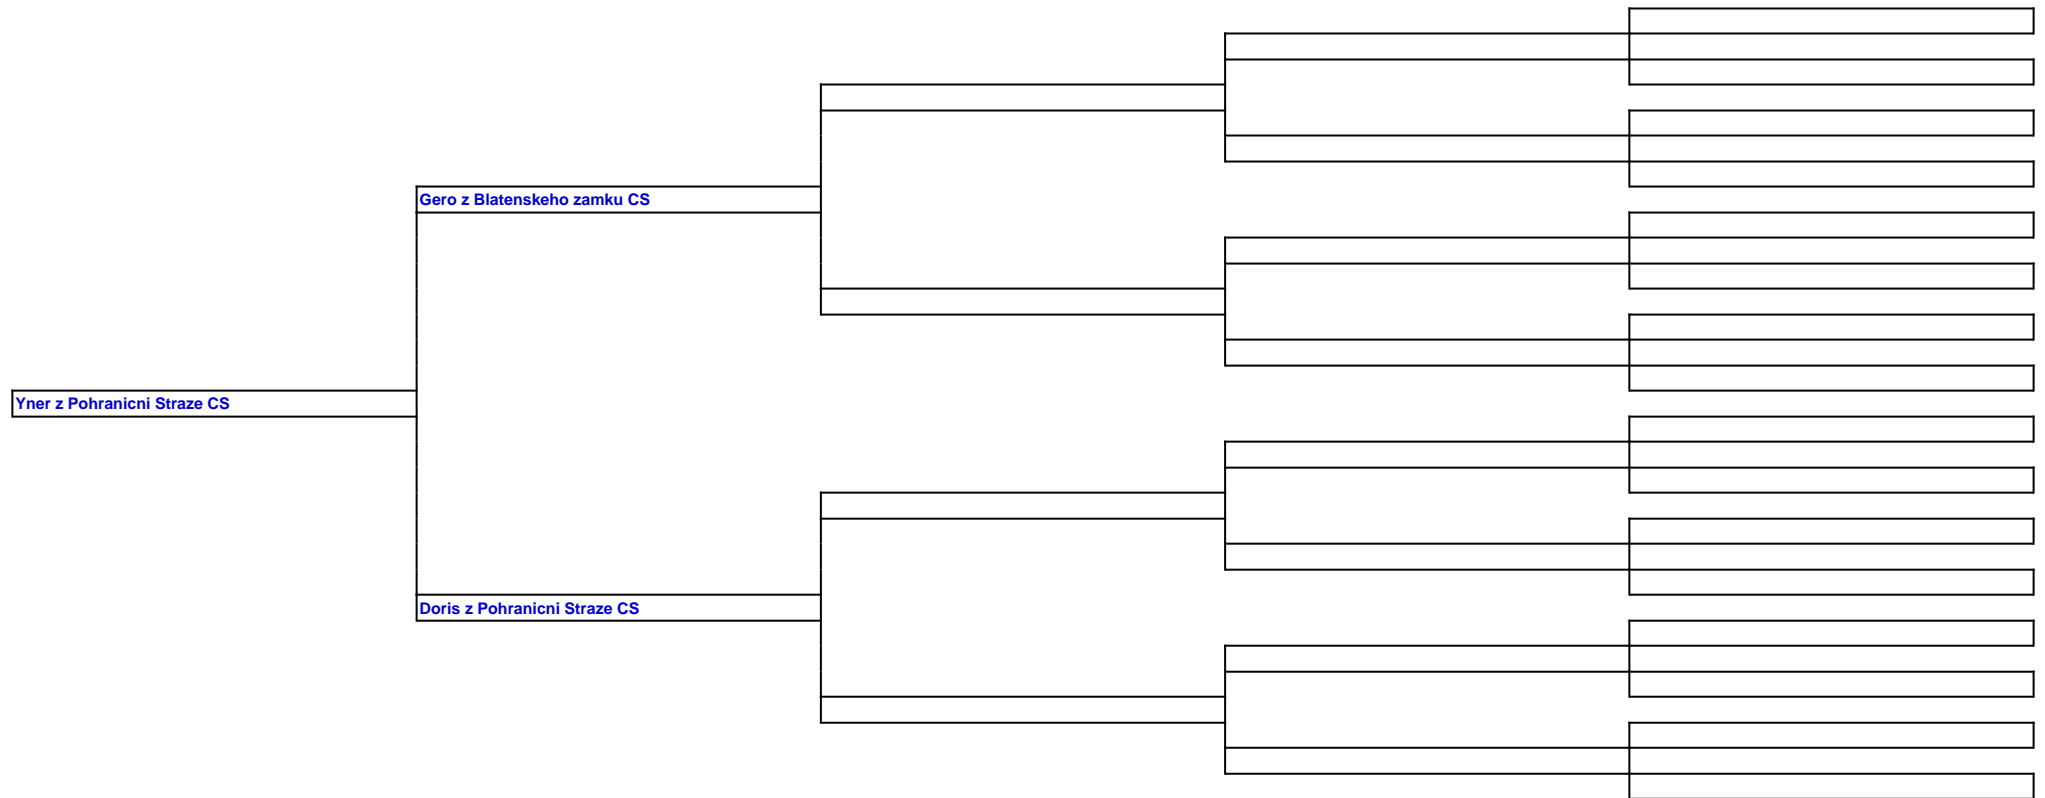 Gero z Blatenskeho zamku CS
Yner z Pohranicni Straze CS
Doris z Pohranicni Straze CS